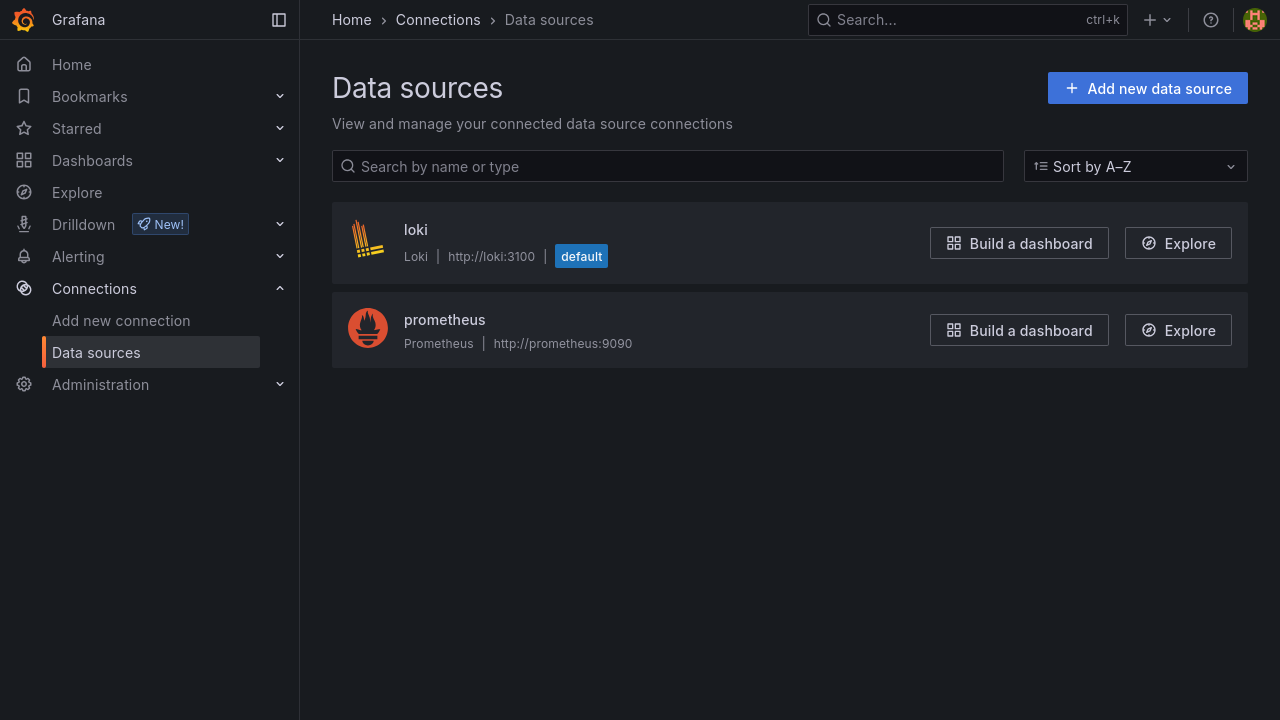 Grafana
Home
Connections
Data sources
Search...
ctrl+k
Home
Bookmarks
Starred
Dashboards
Explore
Drilldown
New!
Alerting
Connections
Add new connection
Data sources
Administration
Data sources
Add new data source
View and manage your connected data source connections
Search by name or type
Sort by A–Z
loki
Loki | http://loki:3100 | default
Build a dashboard
Explore
prometheus
Prometheus | http://prometheus:9090
Build a dashboard
Explore